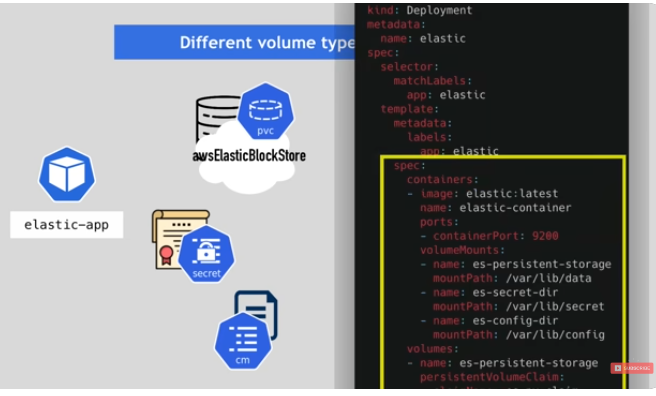 Different volume type
pvc
awsElasticBlockStore
elastic-app
secret
cm
kind: Deployment
metadata:
name: elastic
spec:
selector:
matchLabels:
app: elastic
template:
metadata:
labels:
app: elastic
spec:
containers:
- image: elastic:latest
name: elastic-container
ports:
- containerPort: 9200
volumeMounts:
- name: es-persistent-storage
mountPath: /var/lib/data
- name: es-secret-dir
mountPath: /var/lib/secret
- name: es-config-dir
mountPath: /var/lib/config
volumes:
- name: es-persistent-storage
persistentVolumeClaim: